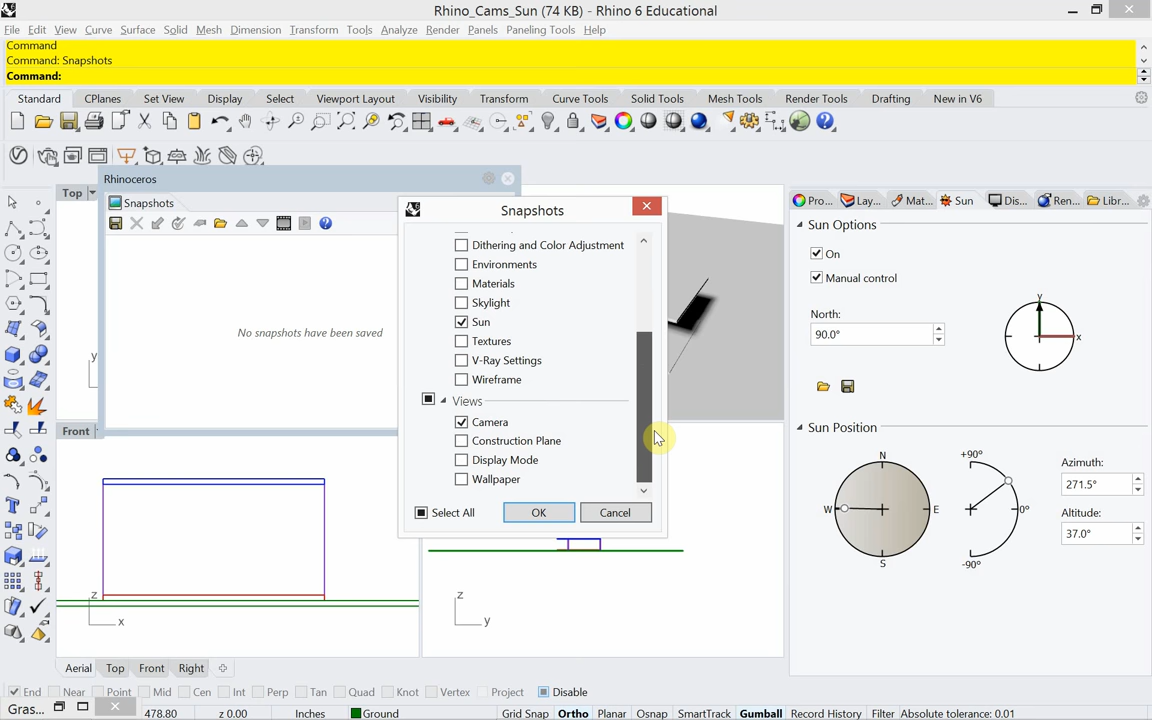 Rhino_Cams_Sun (74 KB) - Rhino 6 Educational
File Edit View Curve Surface Solid Mesh Dimension Transform Tools Analyze Render Panels Paneling Tools Help
Command
Command: Snapshots
Command:
Standard CPlanes Set View Display Select Viewport Layout Visibility Transform Curve Tools Solid Tools Mesh Tools Render Tools Drafting New in V6
Rhinoceros
Top
Snapshots
No snapshots have been saved
y
Front
Snapshots
Dithering and Color Adjustment
Environments
Materials
Skylight
Sun
Textures
V-Ray Settings
Wireframe
Views
Camera
Construction Plane
Display Mode
Wallpaper
Select All OK Cancel
z
x
z
y
Pro... Lay... Mat... Sun Dis... Ren... Libr...
Sun Options
On
Manual control
North:
90.0°
y
x
Sun Position
N
W E
S
+90°
0°
-90°
Azimuth:
271.5°
Altitude:
37.0°
Aerial Top Front Right
End Near Point Mid Cen Int Perp Tan Quad Knot Vertex Project Disable
Gras... 478.80 z 0.00 Inches Ground Grid Snap Ortho Planar Osnap SmartTrack Gumball Record History Filter Absolute tolerance: 0.01